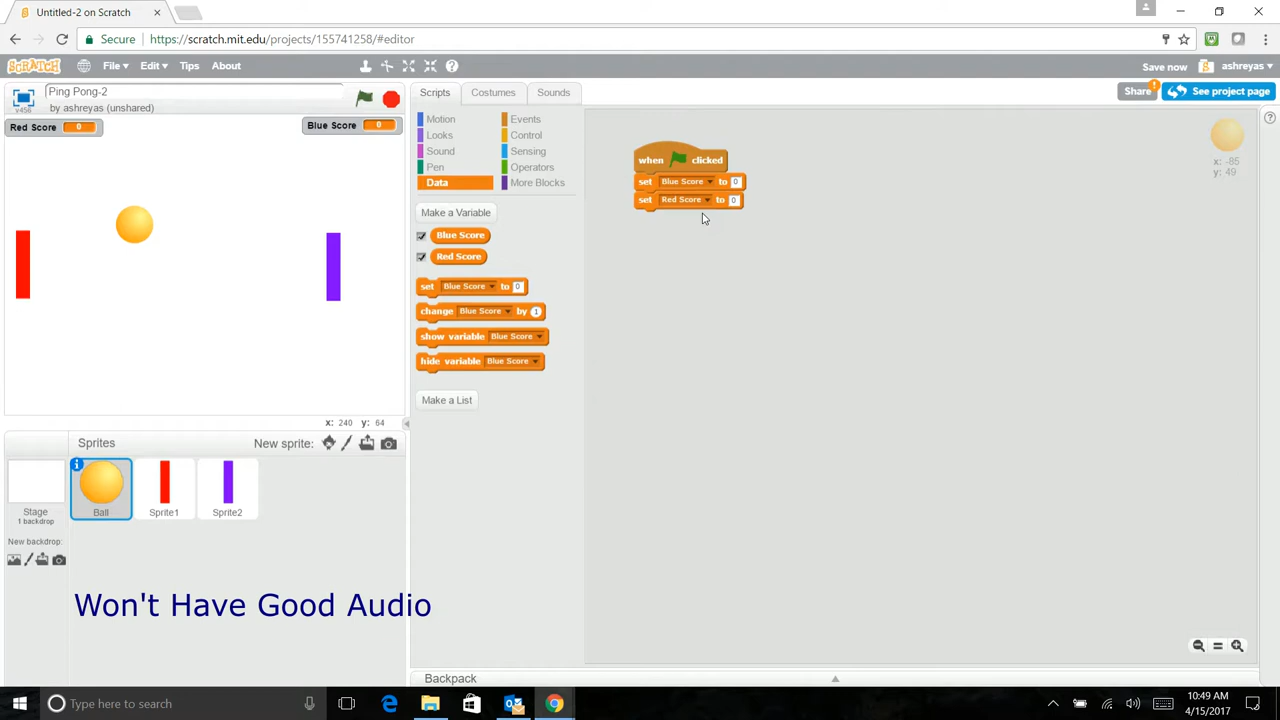 Untitled-2 on Scratch
Secure https://scratch.mit.edu/projects/155741258/#editor
SCRATCH File Edit Tips About Save now ashreyas
Ping Pong-2
by ashreyas (unshared)
v456
Scripts Costumes Sounds
Share ! See project page
Red Score 0
Blue Score 0
Motion Events
Looks Control
Sound Sensing
Pen Operators
Data More Blocks
Make a Variable
Blue Score
Red Score
set Blue Score to 0
change Blue Score by 1
show variable Blue Score
hide variable Blue Score
Make a List
when clicked
set Blue Score to 0
set Red Score to 0
x: -85
y: 49
x: 240 y: 64
Sprites New sprite:
Stage
1 backdrop
New backdrop:
Ball
Sprite1
Sprite2
Won't Have Good Audio
Backpack
Type here to search
10:49 AM
4/15/2017